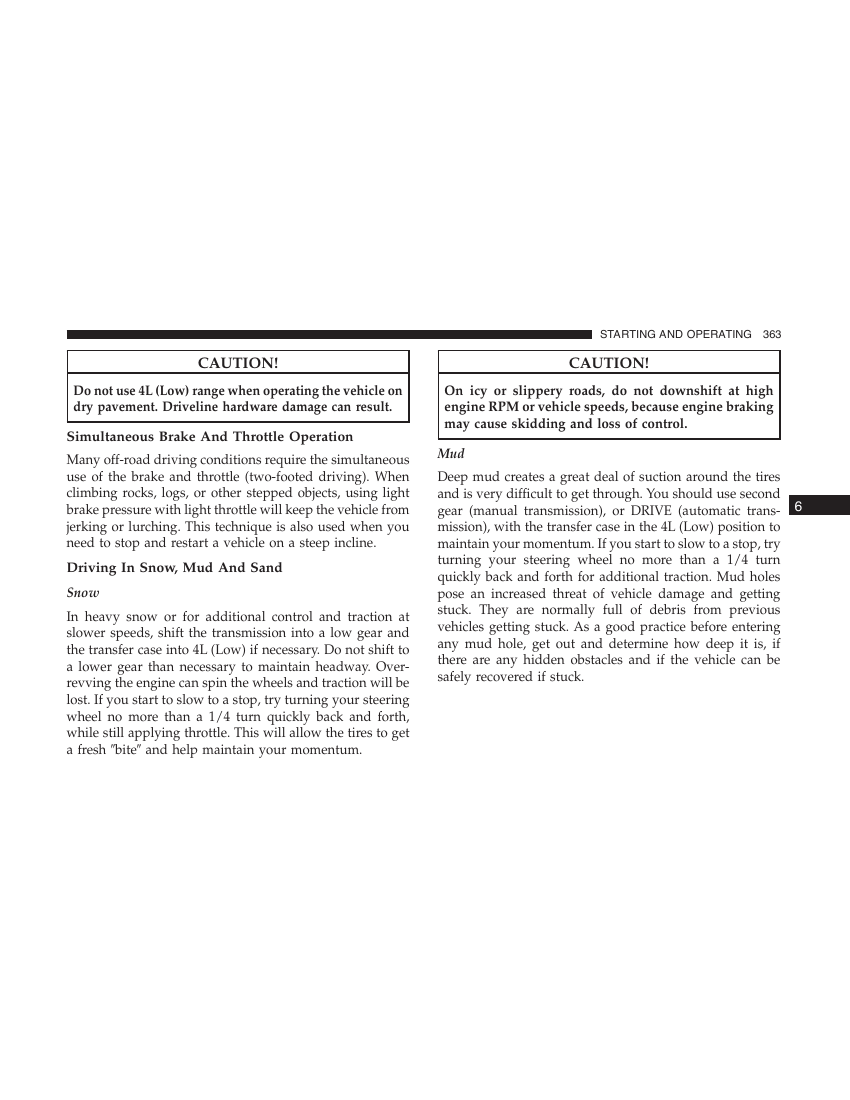 STARTING AND OPERATING 363
CAUTION!
Do not use 4L (Low) range when operating the vehicle on
dry pavement. Driveline hardware damage can result.
Simultaneous Brake And Throttle Operation
Many off-road driving conditions require the simultaneous
use of the brake and throttle (two-footed driving). When
climbing rocks, logs, or other stepped objects, using light
brake pressure with light throttle will keep the vehicle from
jerking or lurching. This technique is also used when you
need to stop and restart a vehicle on a steep incline.
Driving In Snow, Mud And Sand
Snow
In heavy snow or for additional control and traction at
slower speeds, shift the transmission into a low gear and
the transfer case into 4L (Low) if necessary. Do not shift to
a lower gear than necessary to maintain headway. Over-
revving the engine can spin the wheels and traction will be
lost. If you start to slow to a stop, try turning your steering
wheel no more than a 1/4 turn quickly back and forth,
while still applying throttle. This will allow the tires to get
a fresh ″bite″ and help maintain your momentum.
CAUTION!
On icy or slippery roads, do not downshift at high
engine RPM or vehicle speeds, because engine braking
may cause skidding and loss of control.
Mud
Deep mud creates a great deal of suction around the tires
and is very difficult to get through. You should use second
gear (manual transmission), or DRIVE (automatic trans-
mission), with the transfer case in the 4L (Low) position to
maintain your momentum. If you start to slow to a stop, try
turning your steering wheel no more than a 1/4 turn
quickly back and forth for additional traction. Mud holes
pose an increased threat of vehicle damage and getting
stuck. They are normally full of debris from previous
vehicles getting stuck. As a good practice before entering
any mud hole, get out and determine how deep it is, if
there are any hidden obstacles and if the vehicle can be
safely recovered if stuck.
6